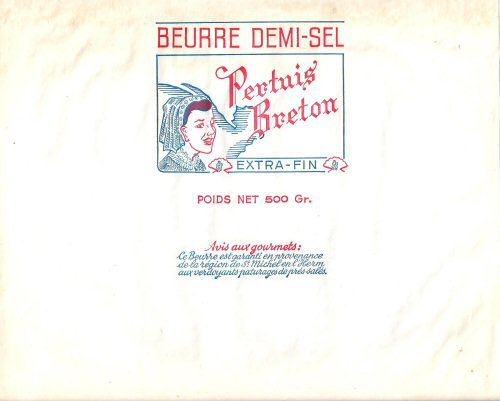 BEURRE DEMI-SEL
Pertuis
Breton
EXTRA-FIN
POIDS NET 500 Gr.
Avis aux gourmets:
Ce Beurre est garanti en provenance
de la région de St Michel en l'Herm
aux verdoyants paturages de prés salés.